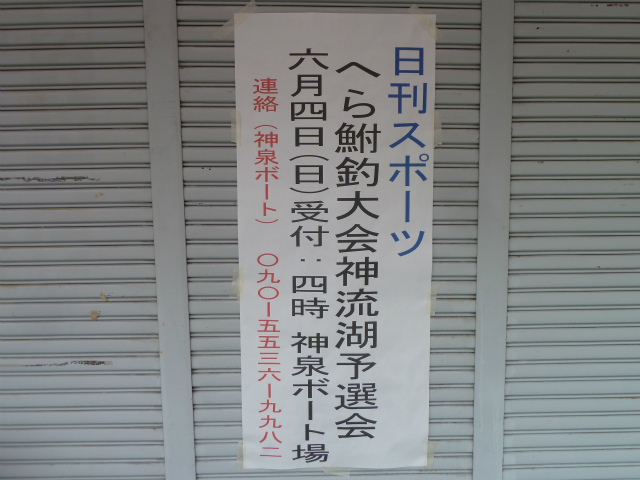 日刊スポーツ
へら鮒釣大会神流湖予選会
六月四日(日)受付:四時 神泉ボート場
連絡(神泉ボート) 〇九〇ー五五三六ー九九八二